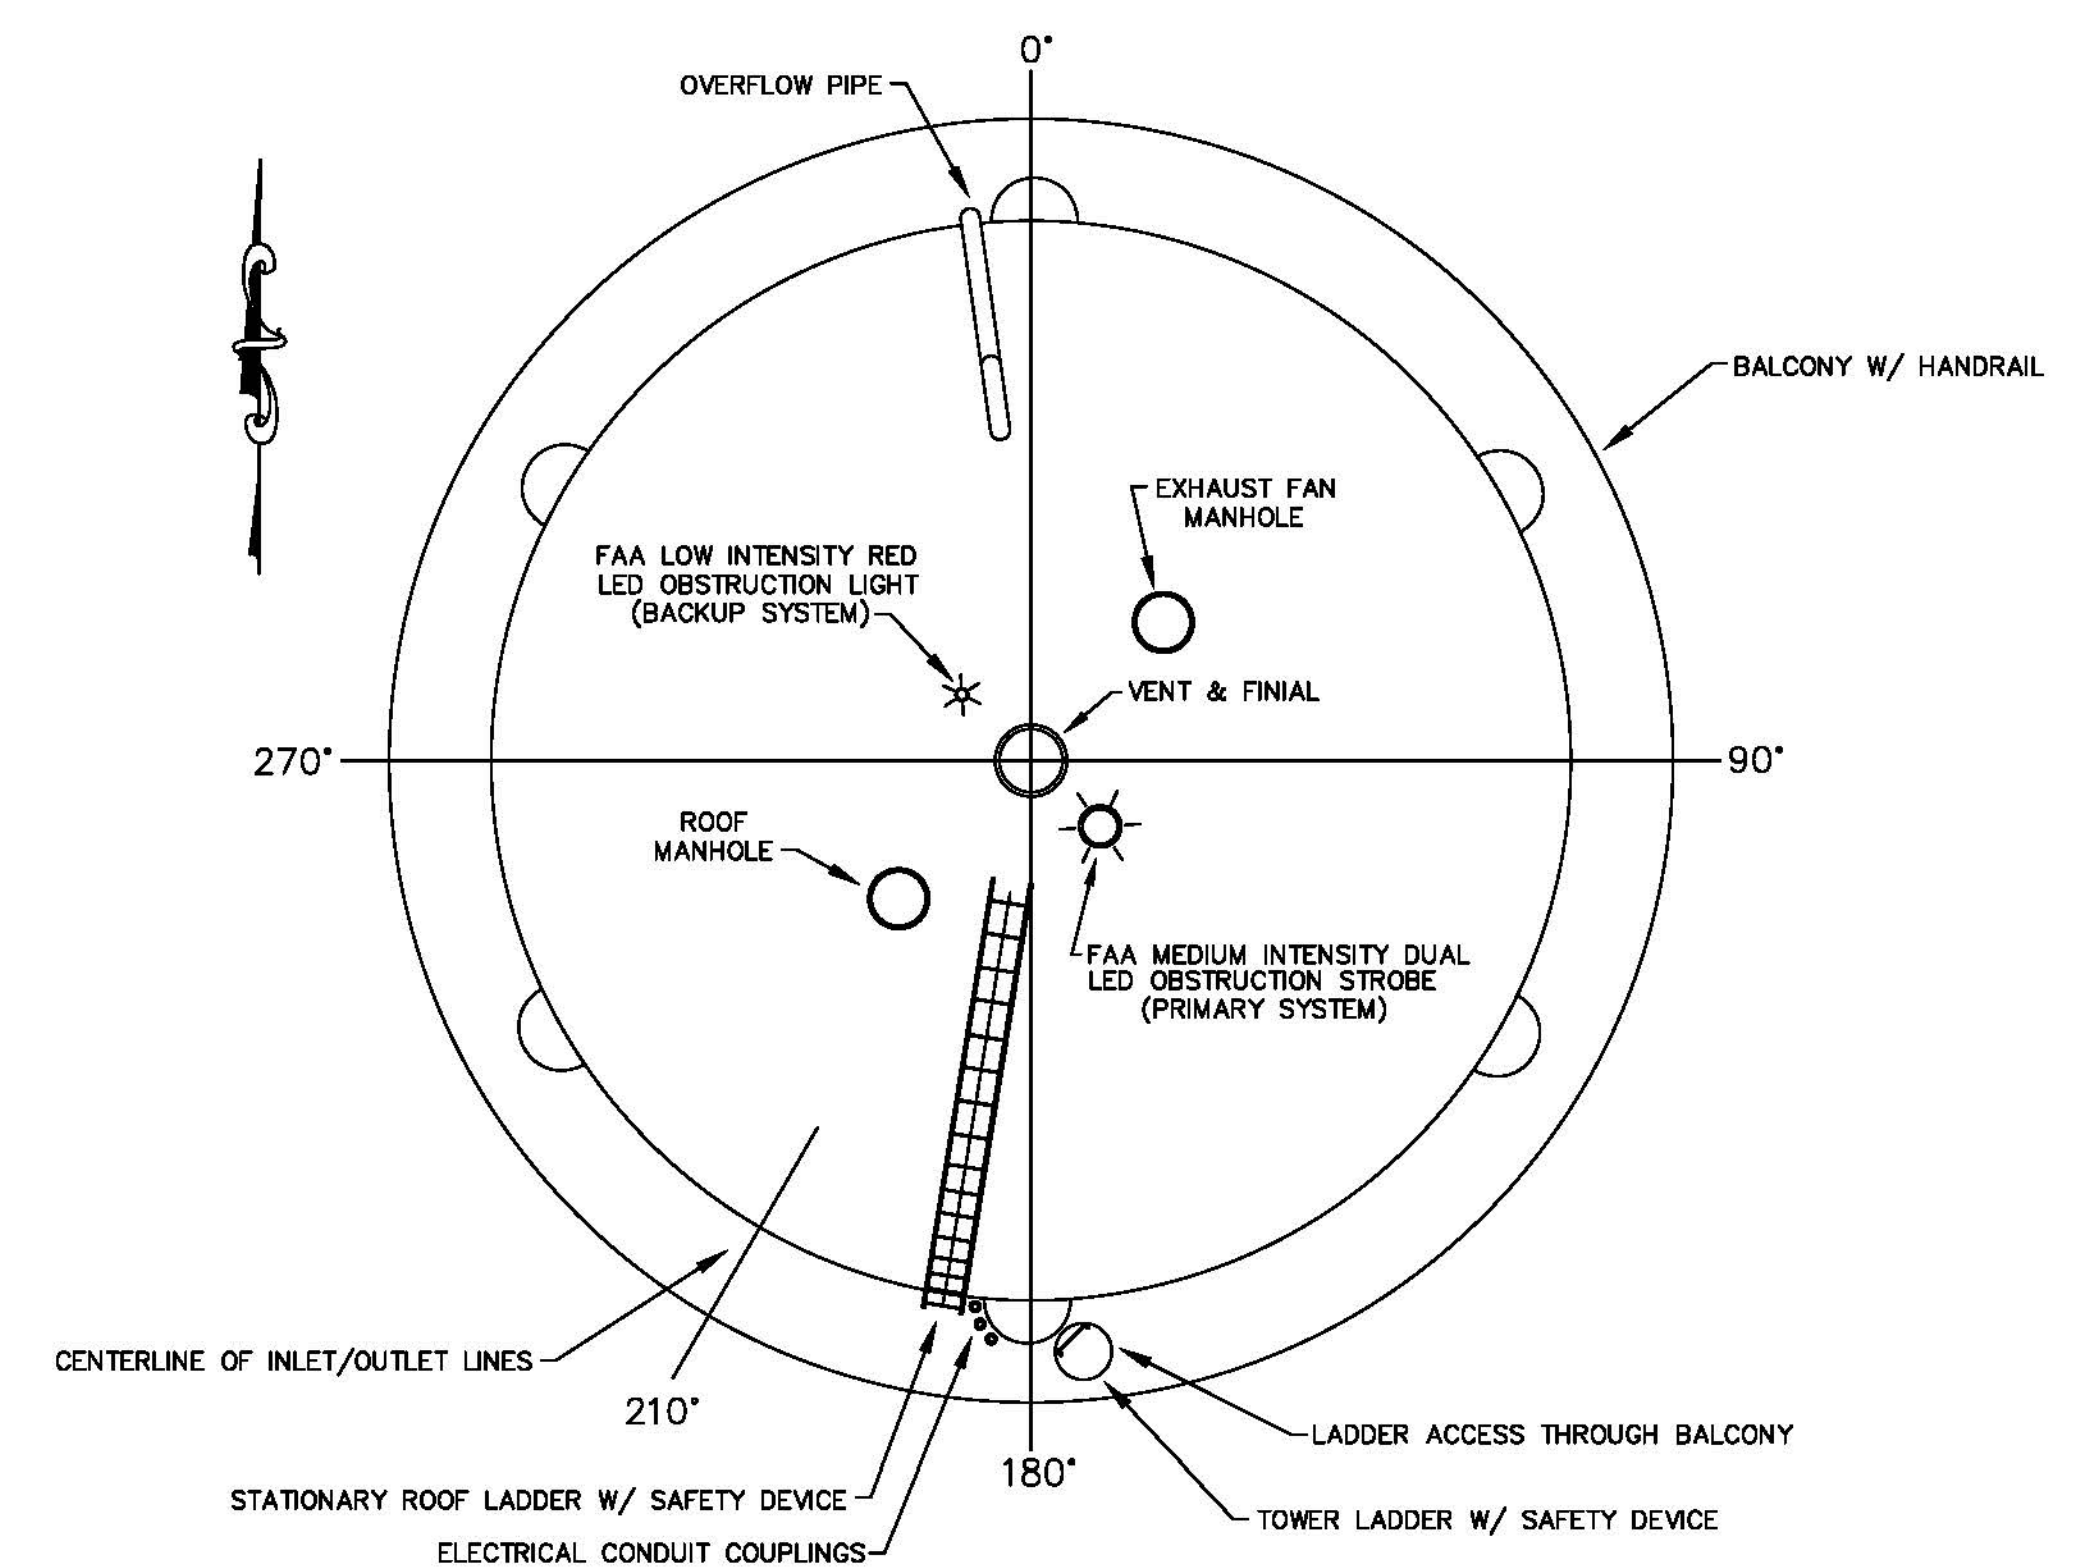 0°
OVERFLOW PIPE
BALCONY W/ HANDRAIL
EXHAUST FAN
MANHOLE
FAA LOW INTENSITY RED
LED OBSTRUCTION LIGHT
(BACKUP SYSTEM)
VENT & FINIAL
270°
90°
ROOF
MANHOLE
FAA MEDIUM INTENSITY DUAL
LED OBSTRUCTION STROBE
(PRIMARY SYSTEM)
CENTERLINE OF INLET/OUTLET LINES
210°
LADDER ACCESS THROUGH BALCONY
180°
STATIONARY ROOF LADDER W/ SAFETY DEVICE
TOWER LADDER W/ SAFETY DEVICE
ELECTRICAL CONDUIT COUPLINGS